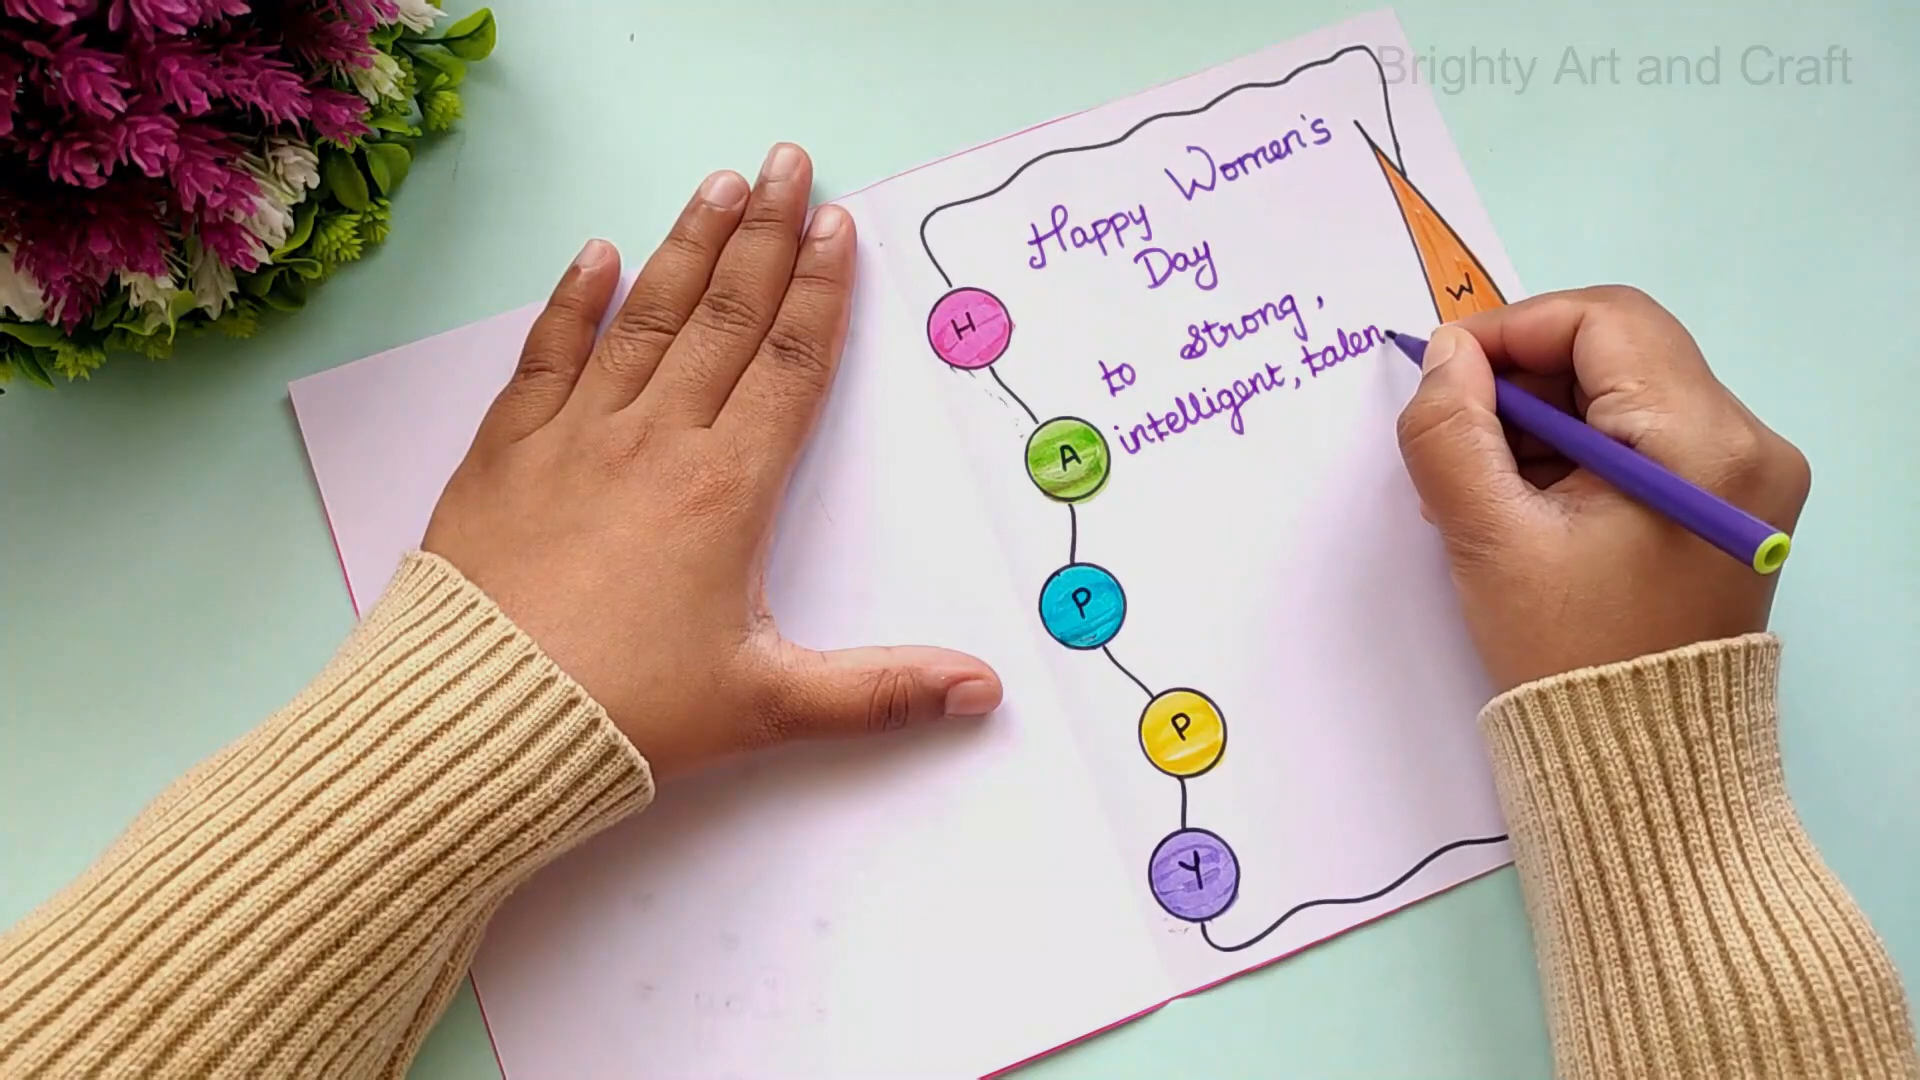 Brighty Art and Craft
Happy Women's
Day
to strong,
intelligent, talen
H
A
P
P
Y
W